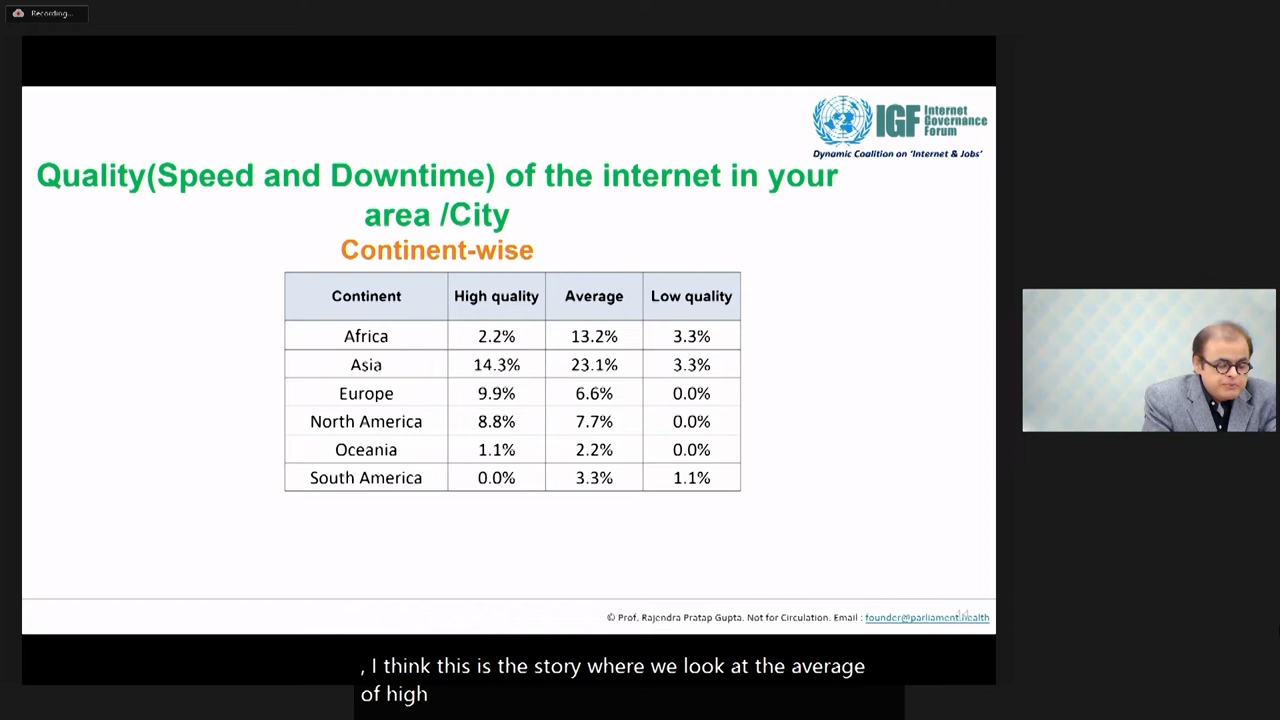 Recording...
IGF Internet
Governance
Forum
Dynamic Coalition on 'Internet & Jobs'
Quality(Speed and Downtime) of the internet in your
area /City
Continent-wise
Continent High quality Average Low quality
Africa 2.2% 13.2% 3.3%
Asia 14.3% 23.1% 3.3%
Europe 9.9% 6.6% 0.0%
North America 8.8% 7.7% 0.0%
Oceania 1.1% 2.2% 0.0%
South America 0.0% 3.3% 1.1%
14
© Prof. Rajendra Pratap Gupta. Not for Circulation. Email : founder@parliament.health
, I think this is the story where we look at the average
of high